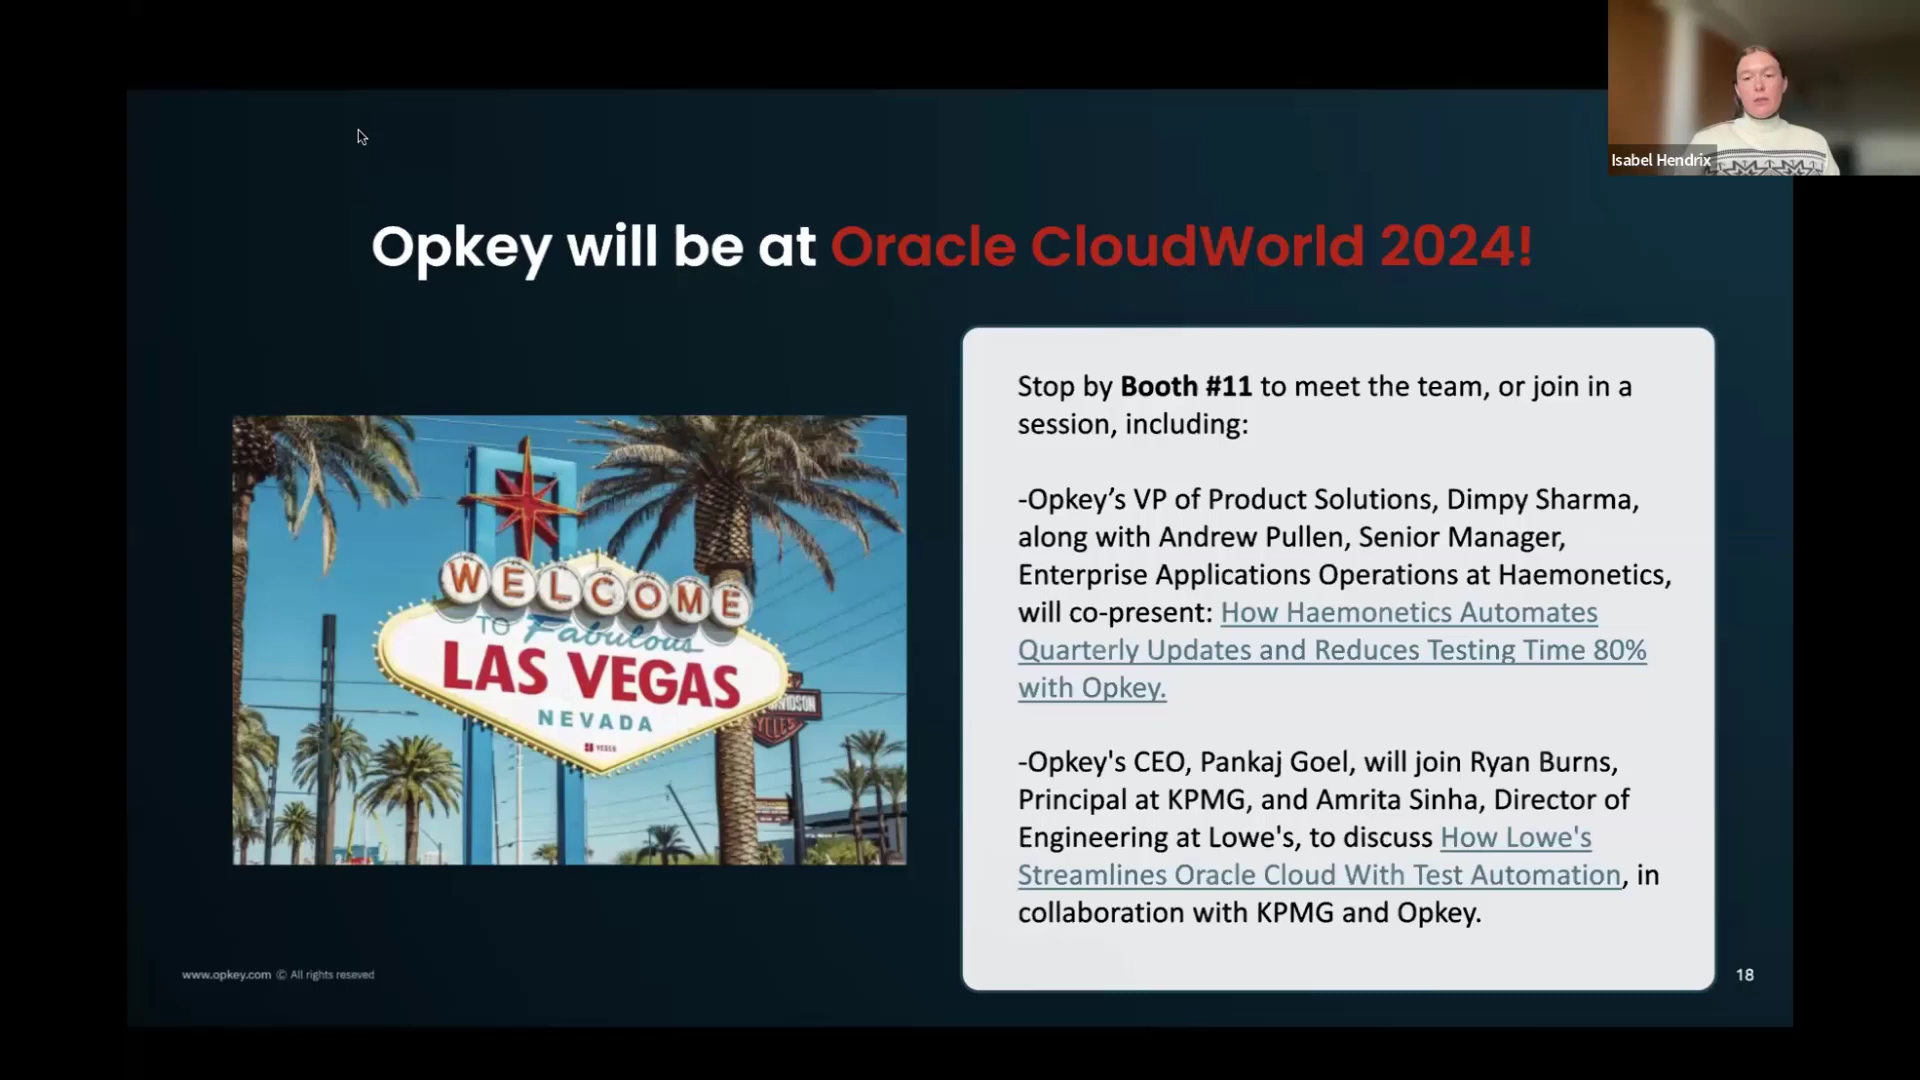 Isabel Hendrix
Opkey will be at Oracle CloudWorld 2024!
WELCOME
TO Fabulous
LAS VEGAS
NEVADA
Stop by Booth #11 to meet the team, or join in a
session, including:
-Opkey’s VP of Product Solutions, Dimpy Sharma,
along with Andrew Pullen, Senior Manager,
Enterprise Applications Operations at Haemonetics,
will co-present: How Haemonetics Automates
Quarterly Updates and Reduces Testing Time 80%
with Opkey.
-Opkey's CEO, Pankaj Goel, will join Ryan Burns,
Principal at KPMG, and Amrita Sinha, Director of
Engineering at Lowe's, to discuss How Lowe's
Streamlines Oracle Cloud With Test Automation, in
collaboration with KPMG and Opkey.
www.opkey.com © All rights reseved
18